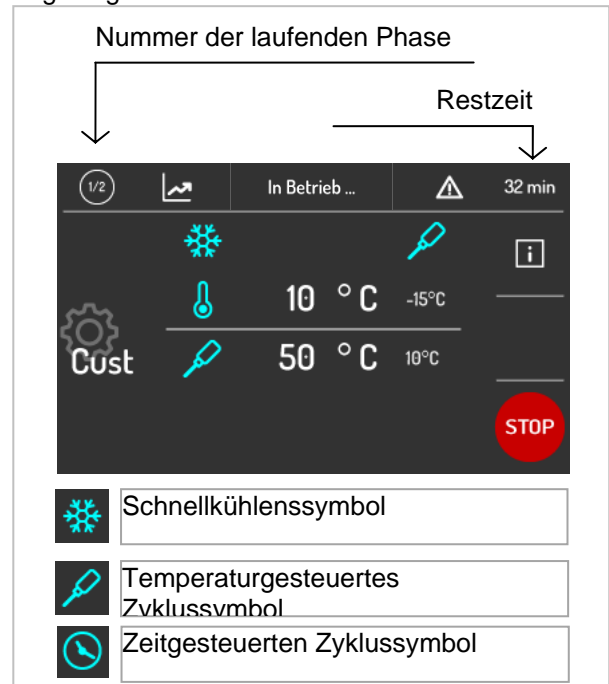 Nummer der laufenden Phase
Restzeit
1/2 In Betrieb ... 32 min
i
10 °C -15°C
Cust 50 °C 10°C
STOP
Schnellkühlenssymbol
Temperaturgesteuertes
Zyklussymbol
Zeitgesteuerten Zyklussymbol